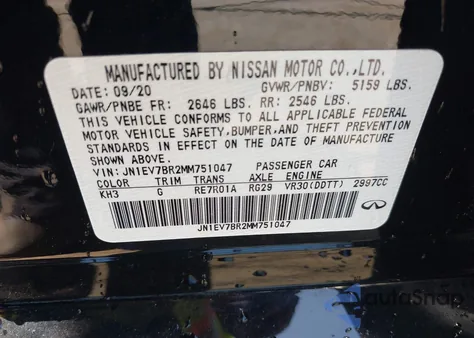 MANUFACTURED BY NISSAN MOTOR CO.,LTD.
DATE: 09/20 GVWR/PNBV: 5159 LBS.
GAWR/PNBE FR: 2646 LBS. RR: 2546 LBS.
THIS VEHICLE CONFORMS TO ALL APPLICABLE FEDERAL
MOTOR VEHICLE SAFETY, BUMPER, AND THEFT PREVENTION
STANDARDS IN EFFECT ON THE DATE OF MANUFACTURE
SHOWN ABOVE.
VIN: JN1EV7BR2MM751047 PASSENGER CAR
COLOR TRIM TRANS AXLE ENGINE
KH3 G RE7R01A RG29 VR30(DDTT) 2997CC
JN1EV7BR2MM751047
autoSnap